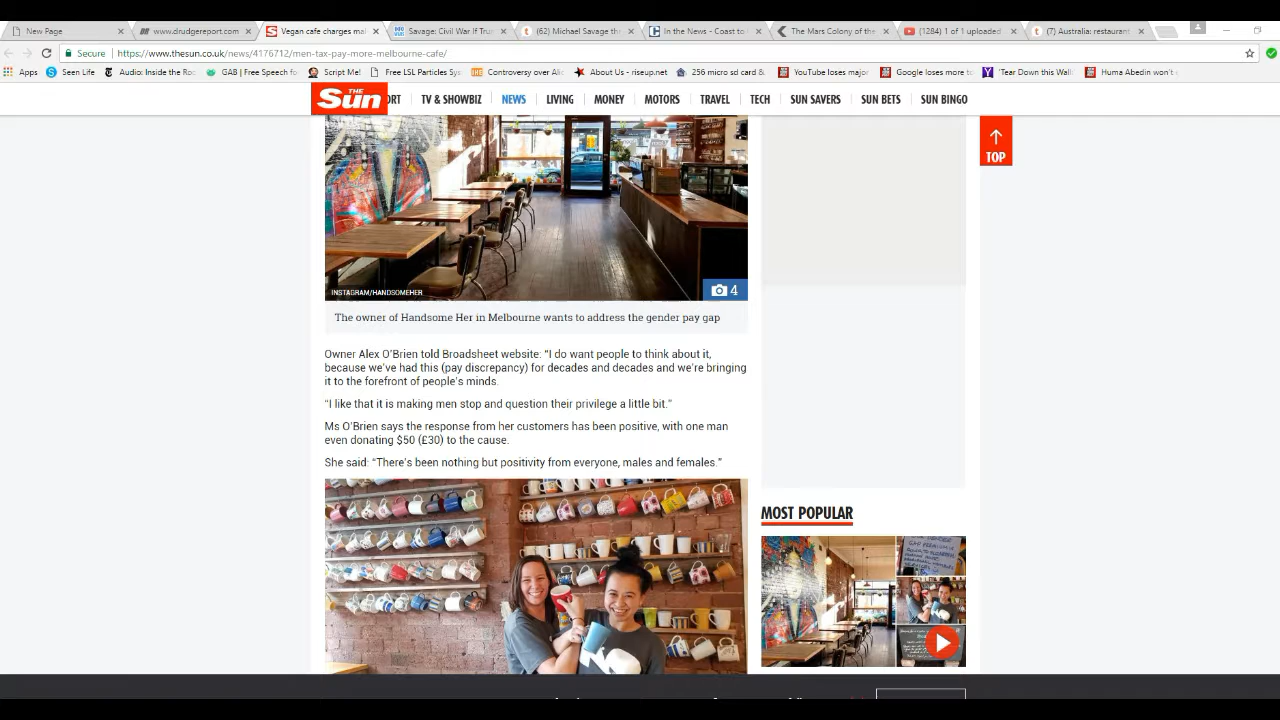 New Page
www.drudgereport.com
Vegan cafe charges ma
Savage: Civil War If Tru
(62) Michael Savage th
In the News - Coast to
The Mars Colony of the
(1284) 1 of 1 uploaded
(7) Australia: restaurant
Secure
https://www.thesun.co.uk/news/4176712/men-tax-pay-more-melbourne-cafe/
Apps
Seen Life
Audio: Inside the Ro
GAB | Free Speech fo
Script Me!
Free LSL Particles Sys
Controversy over Alic
About Us - riseup.net
256 micro sd card &
YouTube loses major
Google loses more to
'Tear Down this Wall
Huma Abedin won't
THE Sun
ORT
TV & SHOWBIZ
NEWS
LIVING
MONEY
MOTORS
TRAVEL
TECH
SUN SAVERS
SUN BETS
SUN BINGO
TOP
INSTAGRAM/HANDSOMEHER
4
The owner of Handsome Her in Melbourne wants to address the gender pay gap
Owner Alex O'Brien told Broadsheet website: "I do want people to think about it,
because we've had this (pay discrepancy) for decades and decades and we're bringing
it to the forefront of people's minds.
"I like that it is making men stop and question their privilege a little bit."
Ms O'Brien says the response from her customers has been positive, with one man
even donating $50 (£30) to the cause.
She said: "There's been nothing but positivity from everyone, males and females."
MOST POPULAR